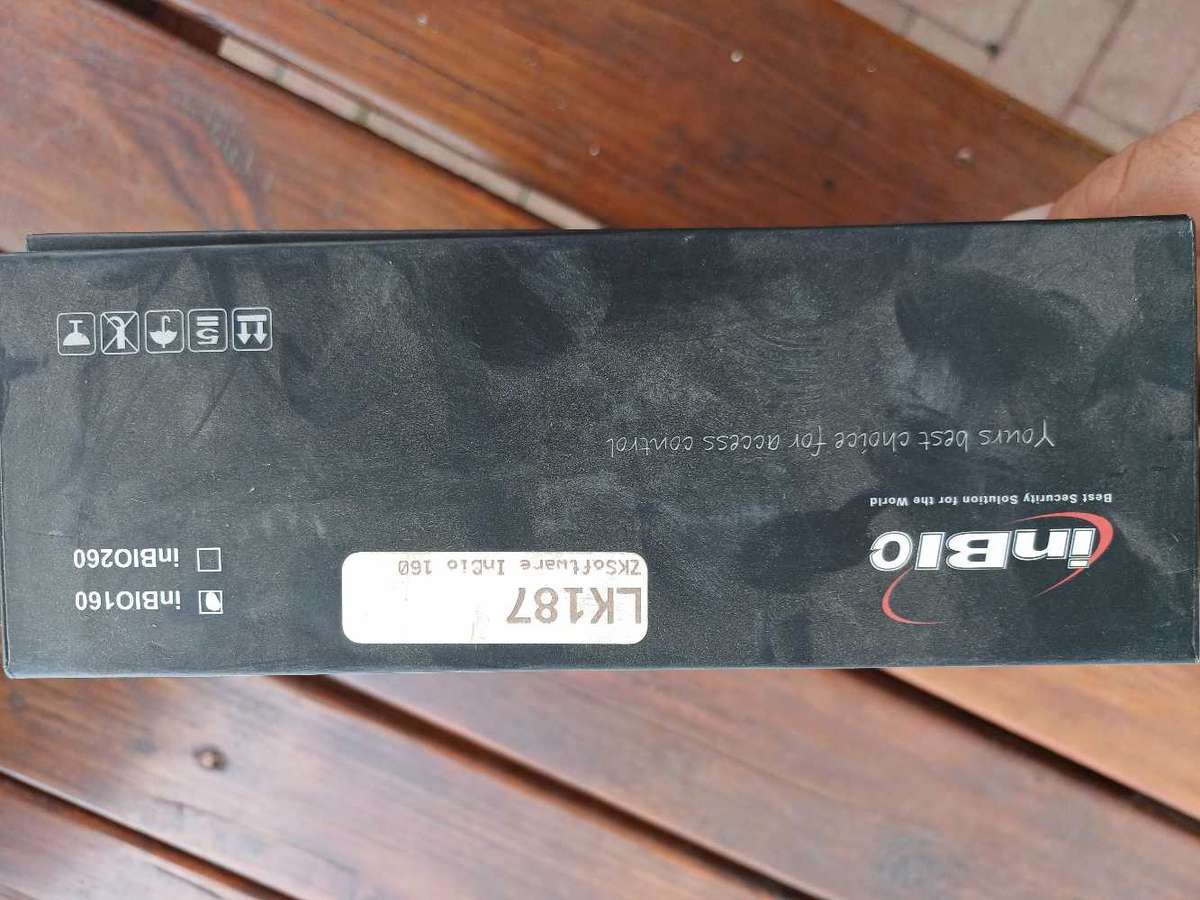 inBIO
Best Security Solution for the World
Yours best choice for access control
LK187
ZKSoftware InBio 160
inBIO160
inBIO260
5